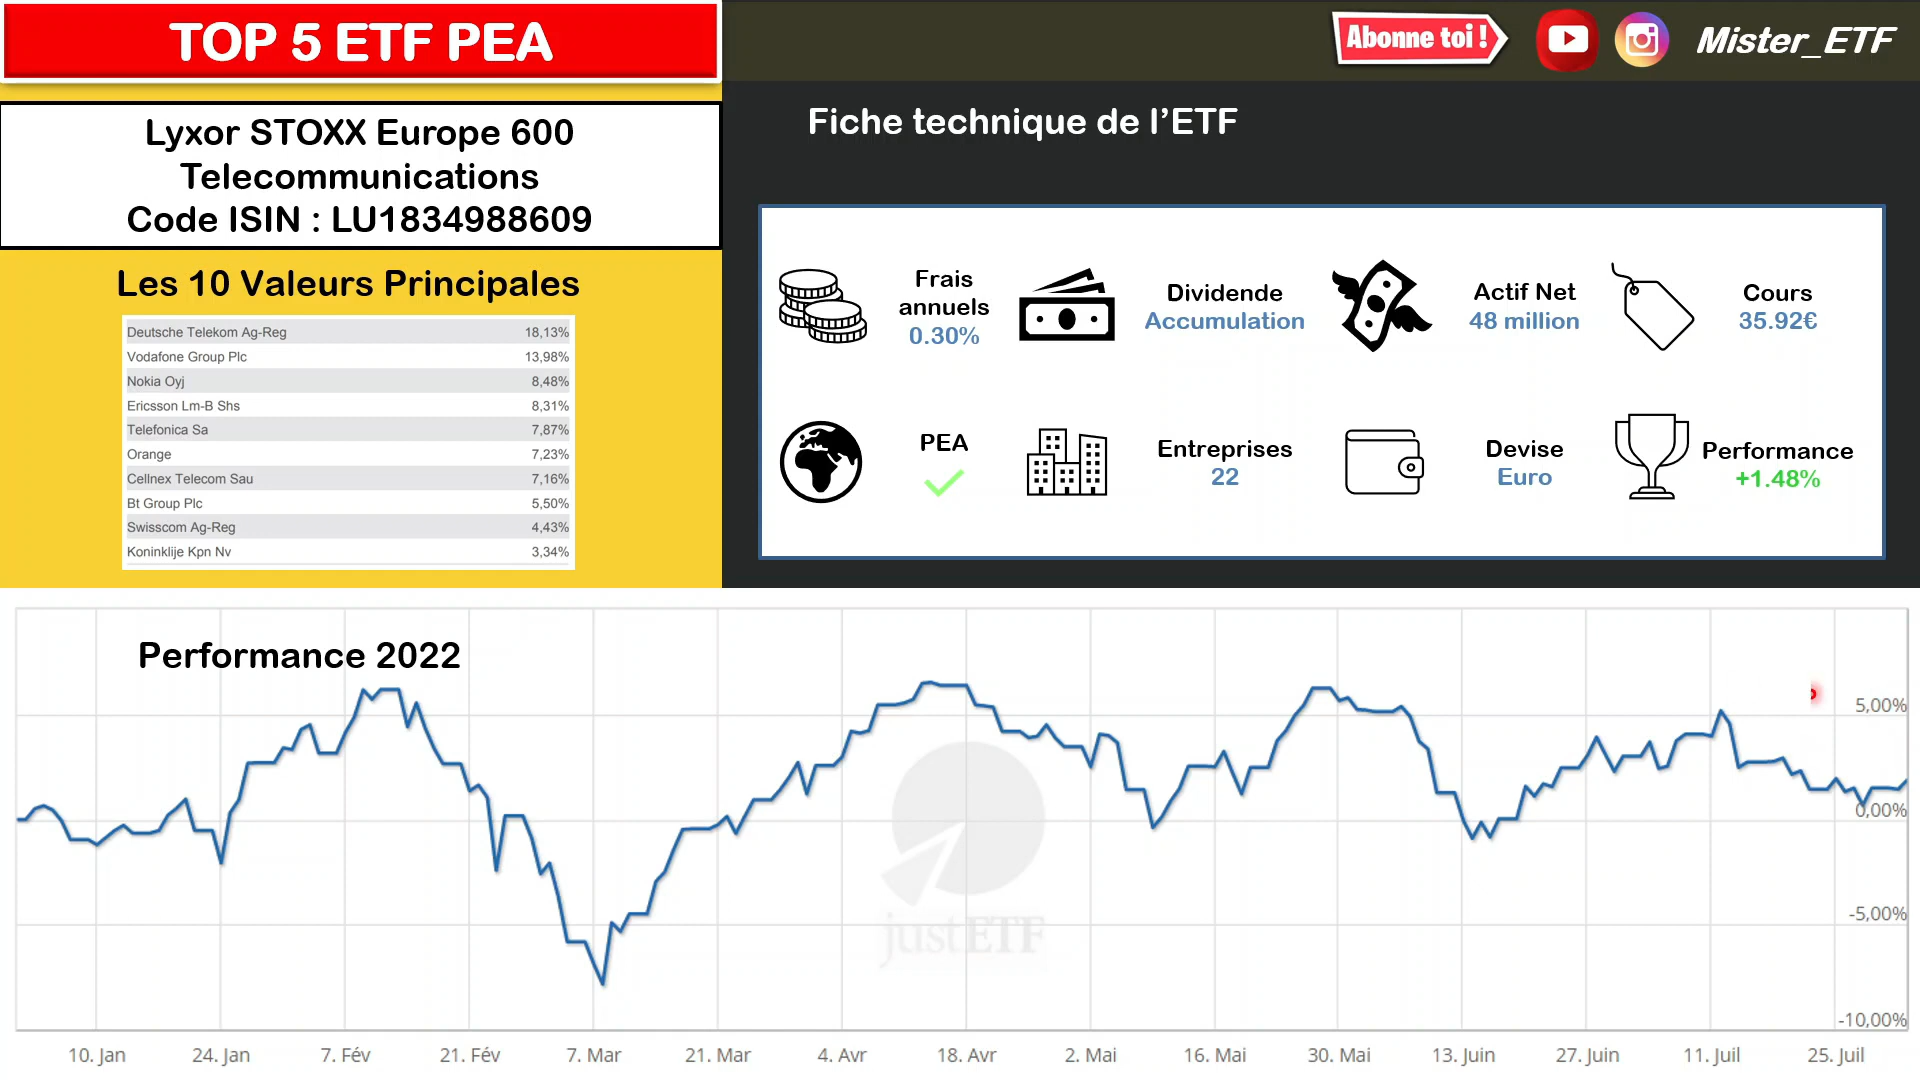 TOP 5 ETF PEA
Abonne toi !
Mister_ETF
Lyxor STOXX Europe 600
Telecommunications
Code ISIN : LU1834988609
Les 10 Valeurs Principales
Deutsche Telekom Ag-Reg 18,13%
Vodafone Group Plc 13,98%
Nokia Oyj 8,48%
Ericsson Lm-B Shs 8,31%
Telefonica Sa 7,87%
Orange 7,23%
Cellnex Telecom Sau 7,16%
Bt Group Plc 5,50%
Swisscom Ag-Reg 4,43%
Koninklije Kpn Nv 3,34%
Fiche technique de l’ETF
Frais
annuels
0.30%
Dividende
Accumulation
Actif Net
48 million
Cours
35.92€
PEA
Entreprises
22
Devise
Euro
Performance
+1.48%
Performance 2022
5,00%
0,00%
-5,00%
-10,00%
justETF
10. Jan 24. Jan 7. Fév 21. Fév 7. Mar 21. Mar 4. Avr 18. Avr 2. Mai 16. Mai 30. Mai 13. Juin 27. Juin 11. Juil 25. Juil